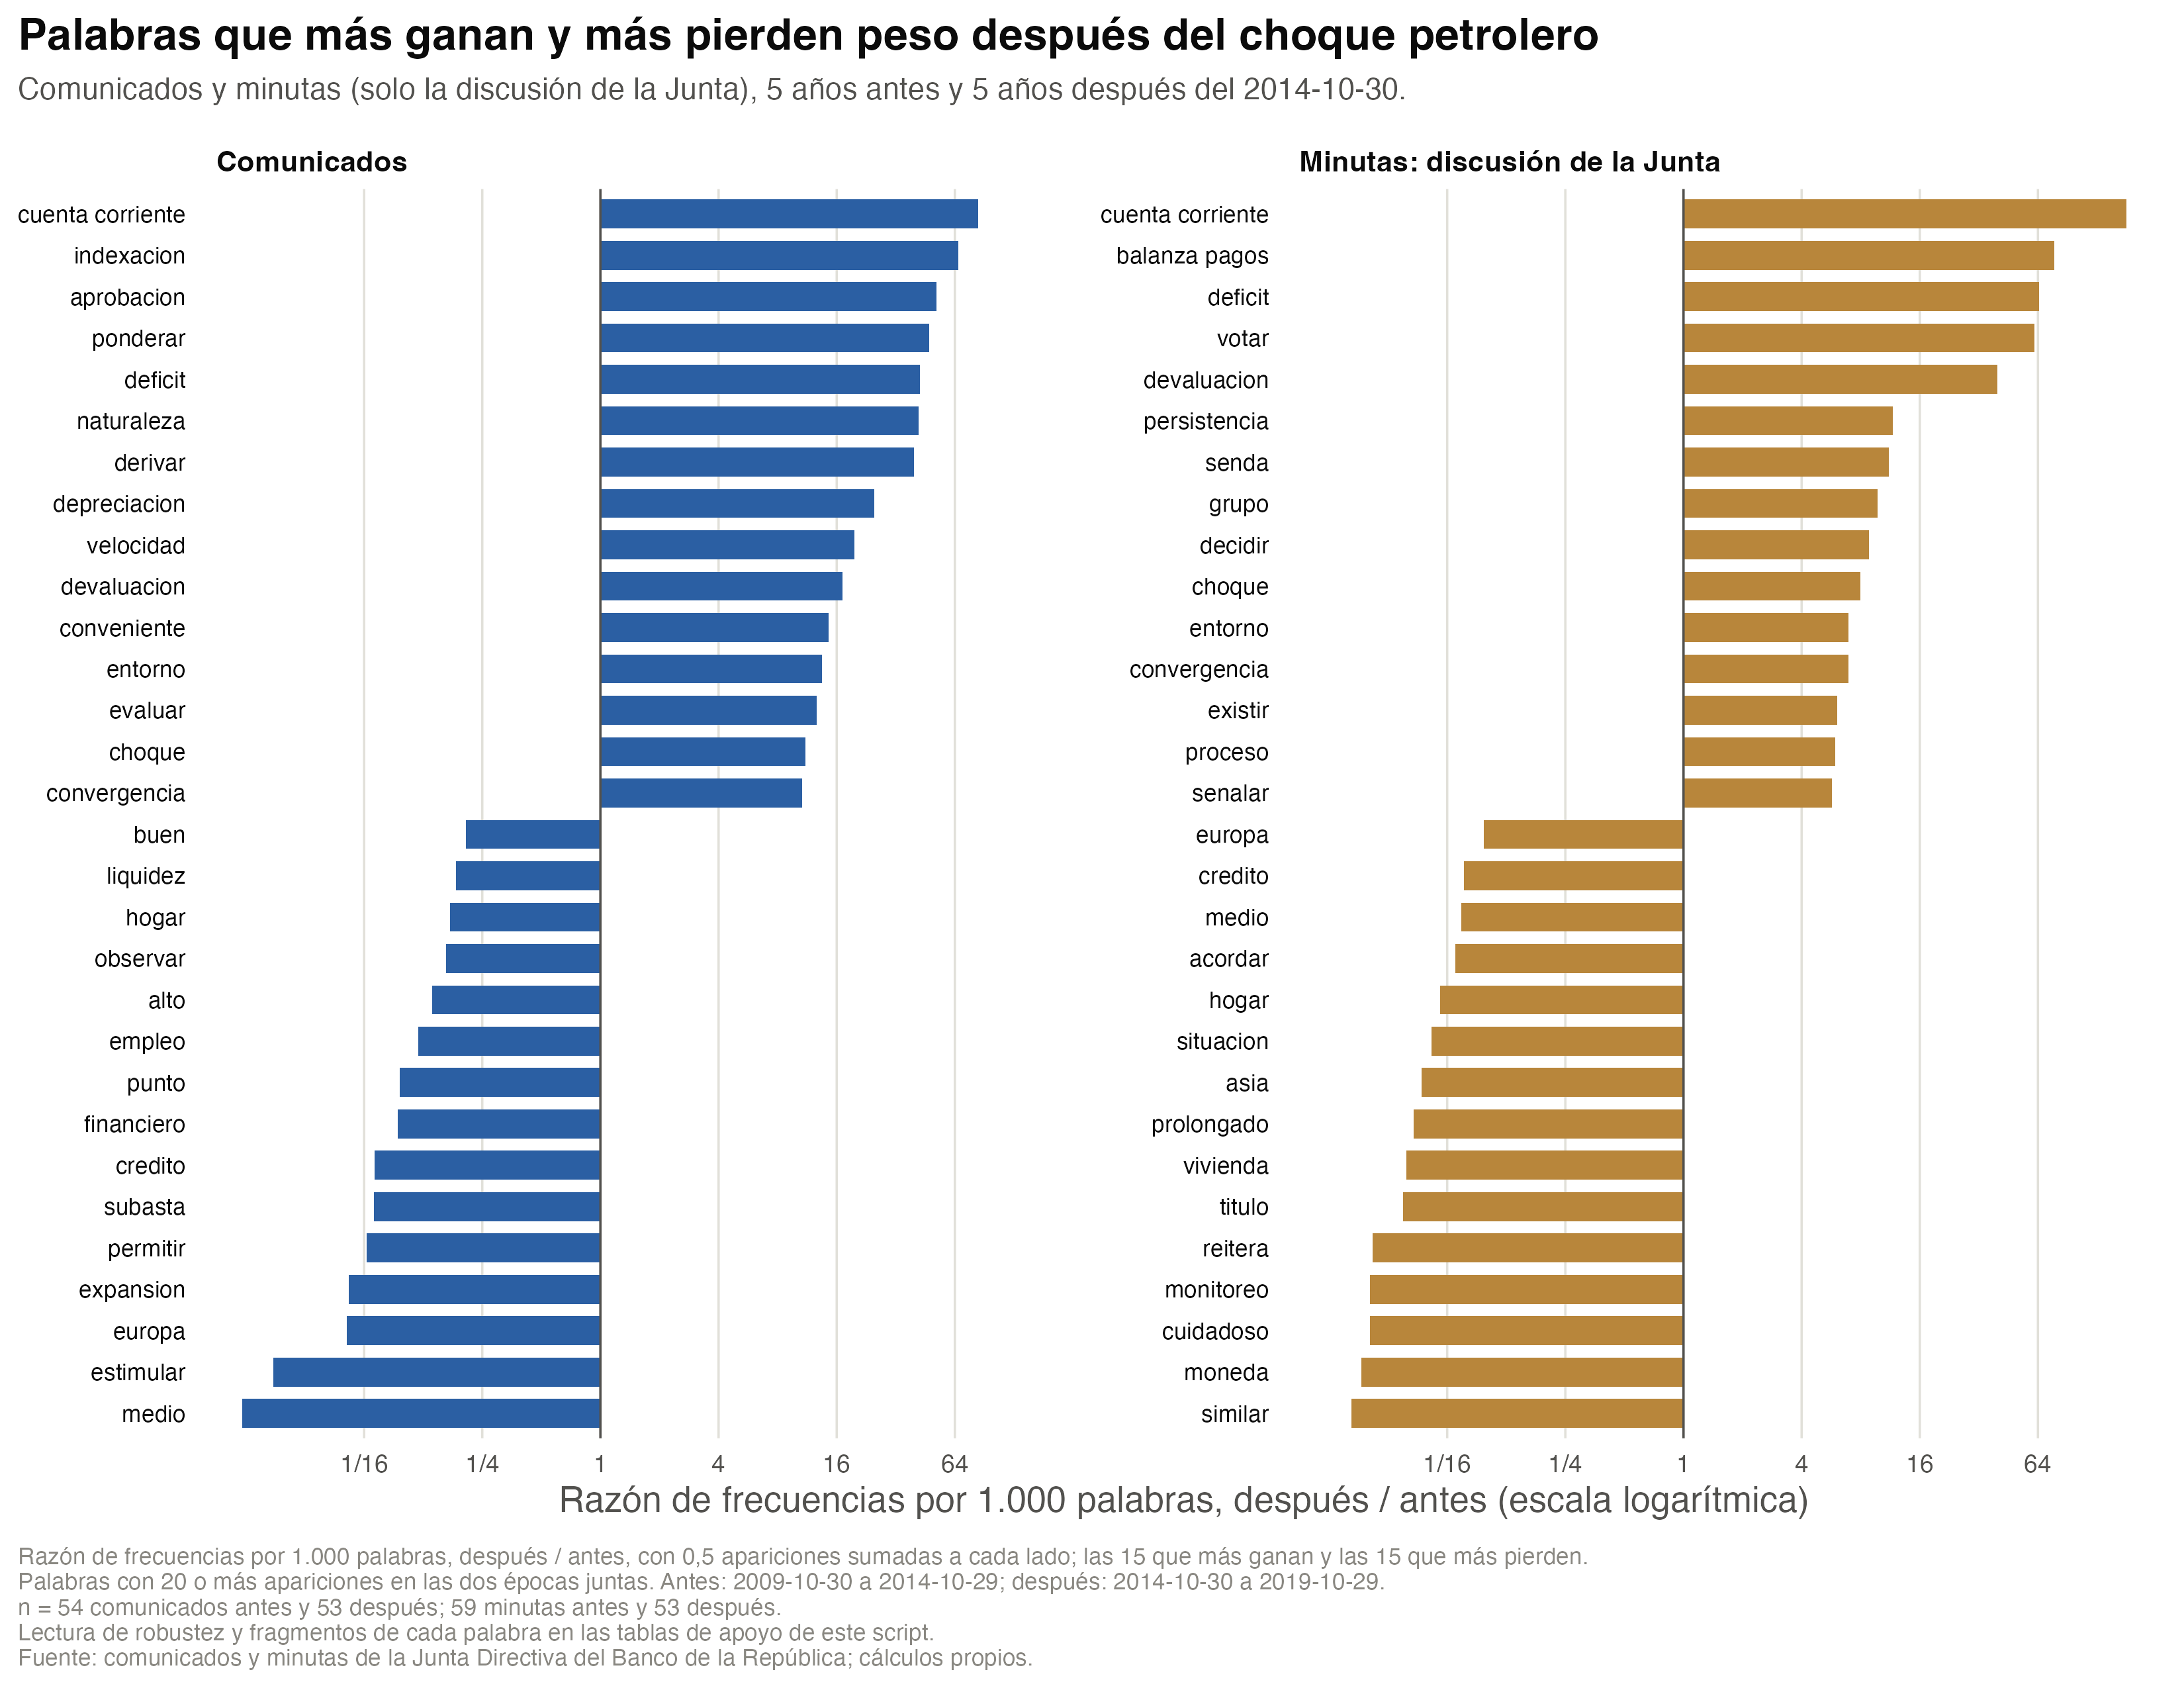 Palabras que más ganan y más pierden peso después del choque petrolero
Comunicados y minutas (solo la discusión de la Junta), 5 años antes y 5 años después del 2014-10-30.
Comunicados
cuenta corriente
indexacion
aprobacion
ponderar
deficit
naturaleza
derivar
depreciacion
velocidad
devaluacion
conveniente
entorno
evaluar
choque
convergencia
buen
liquidez
hogar
observar
alto
empleo
punto
financiero
credito
subasta
permitir
expansion
europa
estimular
medio
1/16 1/4 1 4 16 64
Minutas: discusión de la Junta
cuenta corriente
balanza pagos
deficit
votar
devaluacion
persistencia
senda
grupo
decidir
choque
entorno
convergencia
existir
proceso
senalar
europa
credito
medio
acordar
hogar
situacion
asia
prolongado
vivienda
titulo
reitera
monitoreo
cuidadoso
moneda
similar
1/16 1/4 1 4 16 64
Razón de frecuencias por 1.000 palabras, después / antes (escala logarítmica)
Razón de frecuencias por 1.000 palabras, después / antes, con 0,5 apariciones sumadas a cada lado; las 15 que más ganan y las 15 que más pierden.
Palabras con 20 o más apariciones en las dos épocas juntas. Antes: 2009-10-30 a 2014-10-29; después: 2014-10-30 a 2019-10-29.
n = 54 comunicados antes y 53 después; 59 minutas antes y 53 después.
Lectura de robustez y fragmentos de cada palabra en las tablas de apoyo de este script.
Fuente: comunicados y minutas de la Junta Directiva del Banco de la República; cálculos propios.